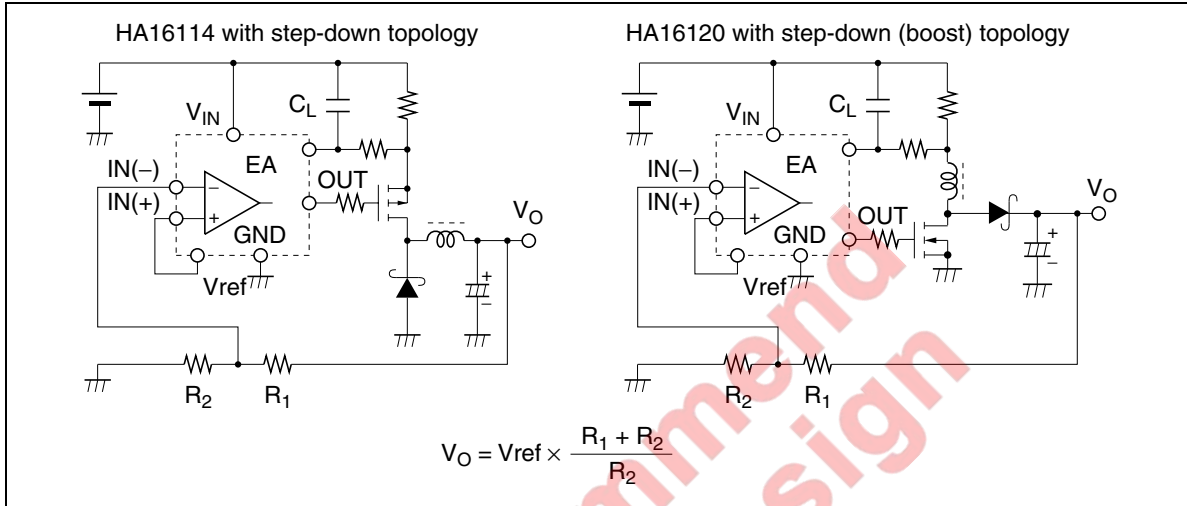 HA16114 with step-down topology
V_IN
C_L
EA
IN(−)
IN(+)
OUT
−
+
GND
Vref
V_O
+
−
R_2
R_1
HA16120 with step-down (boost) topology
V_IN
C_L
EA
IN(−)
IN(+)
OUT
−
+
GND
Vref
V_O
+
−
R_2
R_1
V_O = Vref × (R_1 + R_2) / R_2
mmend
sign